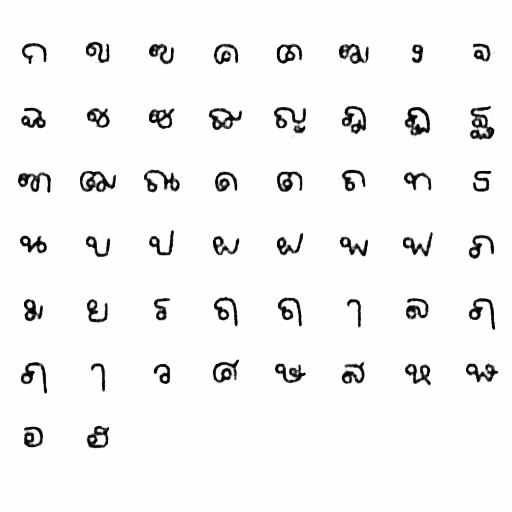 ก ข ฃ ค ฅ ฆ ง จ
ฉ ช ซ ฌ ญ ฎ ฏ ฐ
ฑ ฒ ณ ด ต ถ ท ธ
น บ ป ผ ฝ พ ฟ ภ
ม ย ร ฤ ฤ ๅ ล ฦ
ฦ ๅ ว ศ ษ ส ห ฬ
อ ฮ